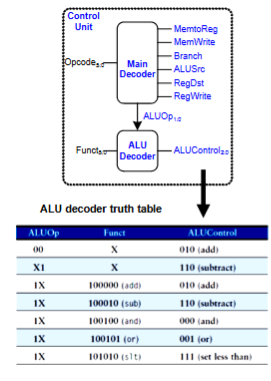 Control
Unit
MemtoReg
MemWrite
Branch
ALUSrc
RegDst
RegWrite
Opcode5:0
Main
Decoder
ALUOp1:0
Funct5:0
ALU
Decoder
ALUControl2:0
ALU decoder truth table
ALUOp Funct ALUControl
00 X 010 (add)
X1 X 110 (subtract)
1X 100000 (add) 010 (add)
1X 100010 (sub) 110 (subtract)
1X 100100 (and) 000 (and)
1X 100101 (or) 001 (or)
1X 101010 (slt) 111 (set less than)